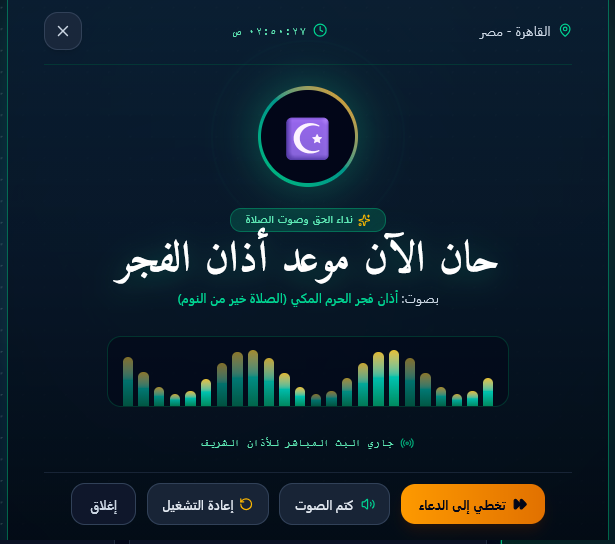 القاهرة - مصر
٠٢:٥٠:٢٧ ص
نداء الحق وصوت الصلاة
حان الآن موعد أذان الفجر
بصوت: أذان فجر الحرم المكي (الصلاة خير من النوم)
جاري البث المباشر للأذان الشريف
تخطي إلى الدعاء
كتم الصوت
إعادة التشغيل
إغلاق